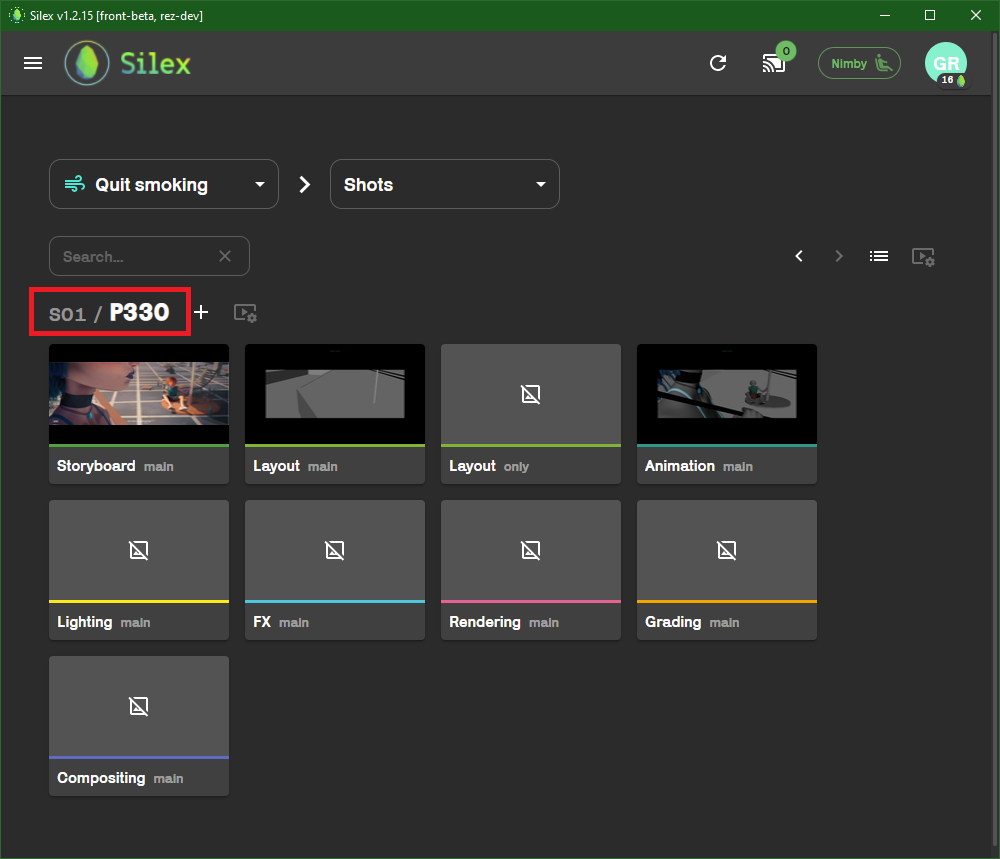 Silex v1.2.15 [front-beta, rez-dev]
Silex
0
Nimby
GR
16
Quit smoking
Shots
Search...
S01 / P330
Storyboard main
Layout main
Layout only
Animation main
Lighting main
FX main
Rendering main
Grading main
Compositing main